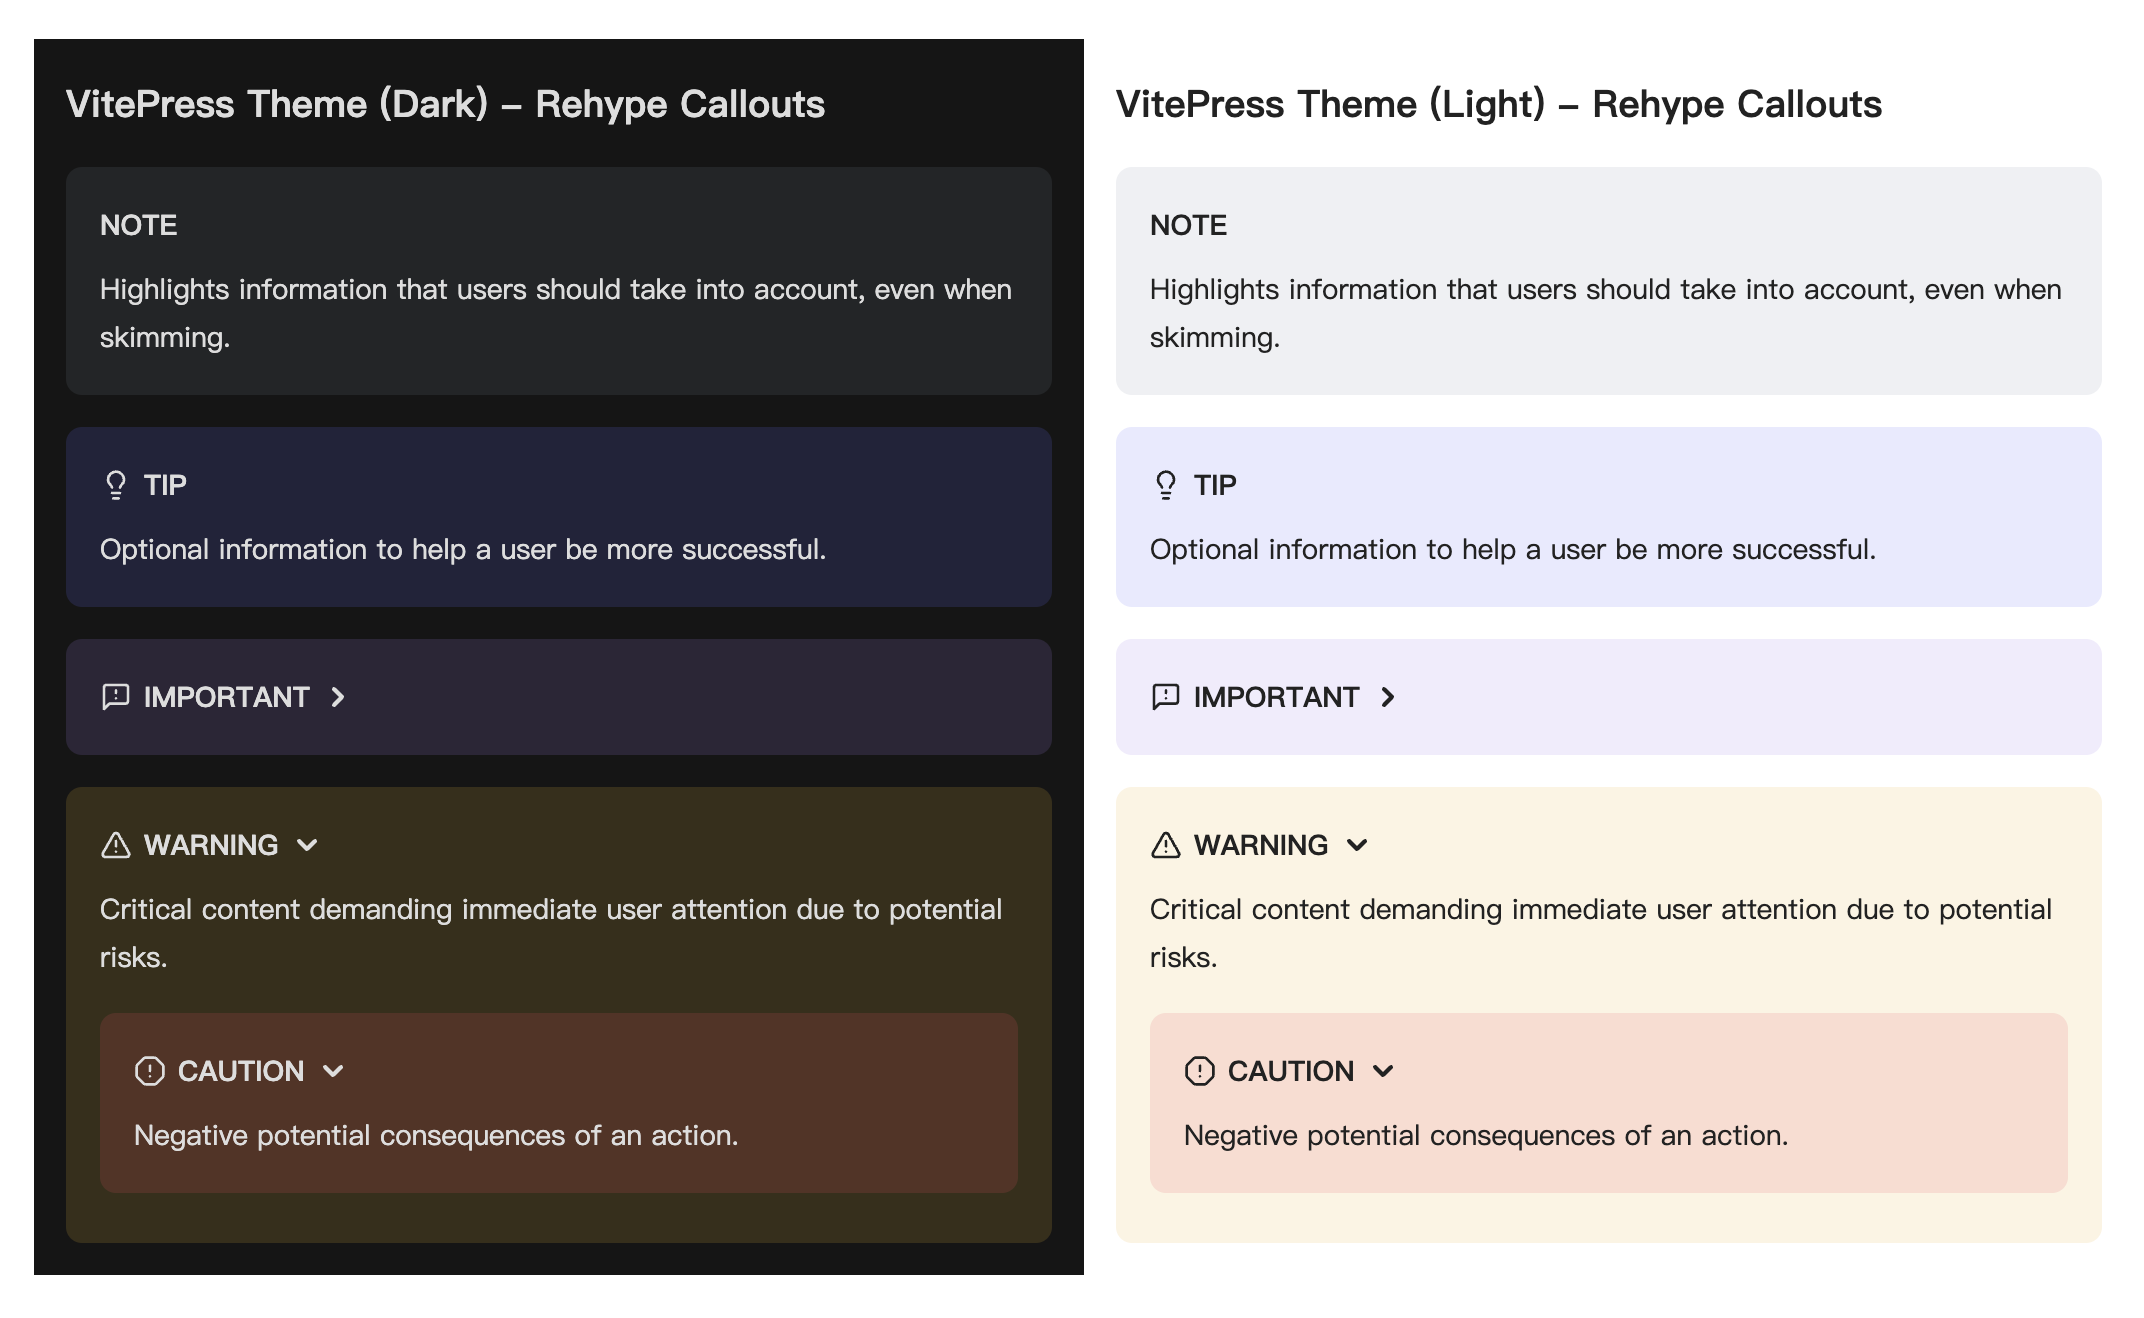 VitePress Theme (Dark) – Rehype Callouts
NOTE
Highlights information that users should take into account, even when
skimming.
TIP
Optional information to help a user be more successful.
IMPORTANT
WARNING
Critical content demanding immediate user attention due to potential
risks.
CAUTION
Negative potential consequences of an action.
VitePress Theme (Light) – Rehype Callouts
NOTE
Highlights information that users should take into account, even when
skimming.
TIP
Optional information to help a user be more successful.
IMPORTANT
WARNING
Critical content demanding immediate user attention due to potential
risks.
CAUTION
Negative potential consequences of an action.